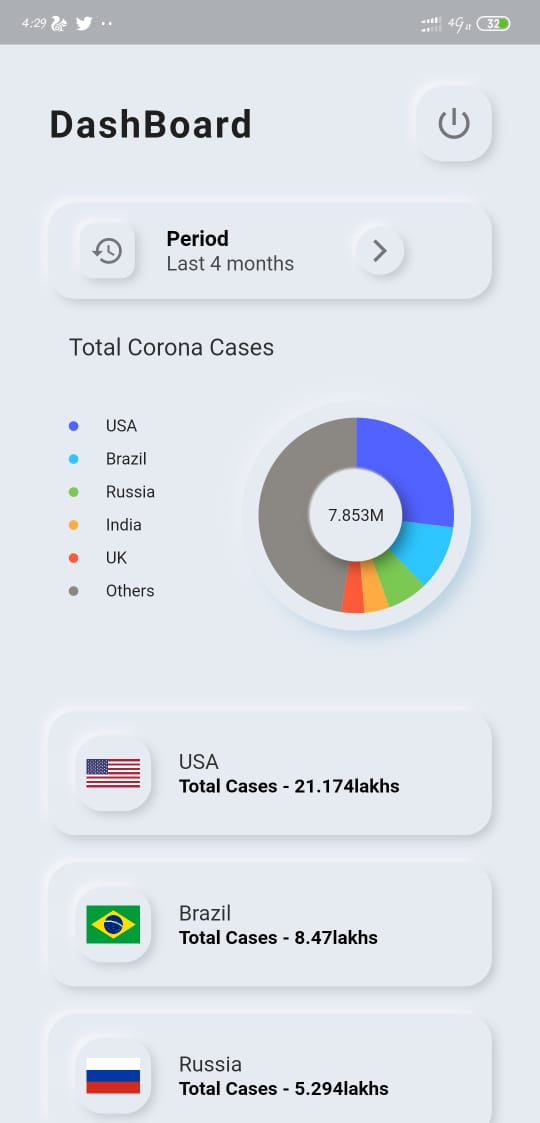 4:29
4G
32
DashBoard
Period
Last 4 months
Total Corona Cases
USA
Brazil
Russia
India
UK
Others
7.853M
USA
Total Cases - 21.174lakhs
Brazil
Total Cases - 8.47lakhs
Russia
Total Cases - 5.294lakhs